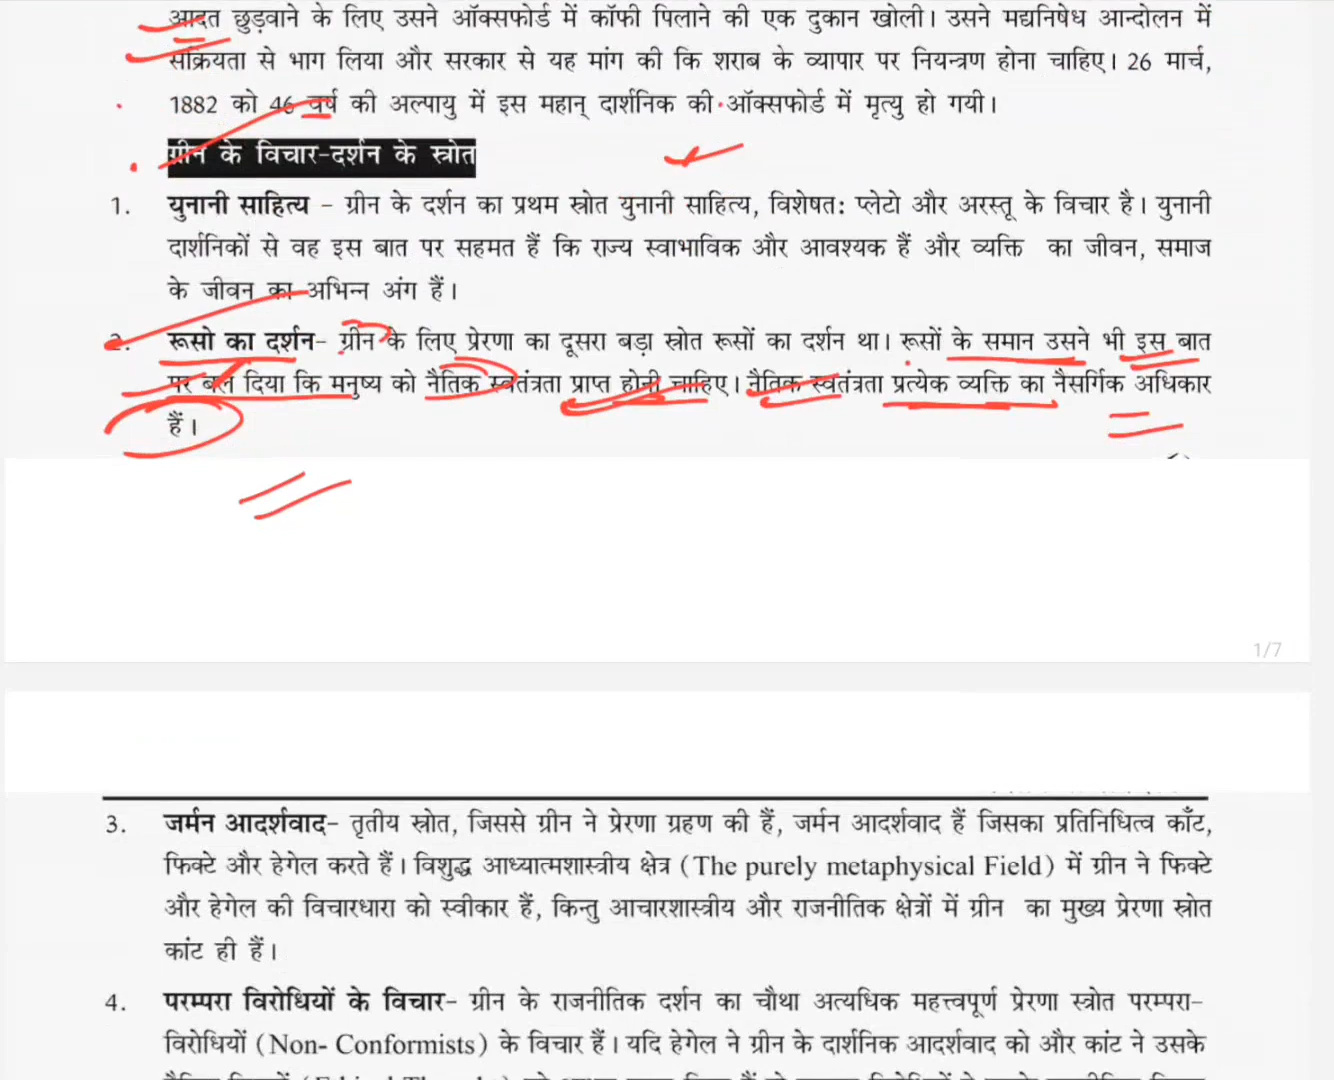 आदत छुड़वाने के लिए उसने ऑक्सफोर्ड में कॉफी पिलाने की एक दुकान खोली। उसने मद्यनिषेध आन्दोलन में
सक्रियता से भाग लिया और सरकार से यह मांग की कि शराब के व्यापार पर नियन्त्रण होना चाहिए। 26 मार्च,
1882 को 46 वर्ष की अल्पायु में इस महान् दार्शनिक की ऑक्सफोर्ड में मृत्यु हो गयी।
ग्रीन के विचार-दर्शन के स्त्रोत
1. युनानी साहित्य - ग्रीन के दर्शन का प्रथम स्त्रोत युनानी साहित्य, विशेषत: प्लेटो और अरस्तू के विचार है। युनानी
दार्शनिकों से वह इस बात पर सहमत हैं कि राज्य स्वाभाविक और आवश्यक हैं और व्यक्ति का जीवन, समाज
के जीवन का अभिन्न अंग हैं।
2. रूसो का दर्शन- ग्रीन के लिए प्रेरणा का दूसरा बड़ा स्त्रोत रूसों का दर्शन था। रूसों के समान उसने भी इस बात
पर बल दिया कि मनुष्य को नैतिक स्वतंत्रता प्राप्त होनी चाहिए। नैतिक स्वतंत्रता प्रत्येक व्यक्ति का नैसर्गिक अधिकार
हैं।
1/7
3. जर्मन आदर्शवाद- तृतीय स्त्रोत, जिससे ग्रीन ने प्रेरणा ग्रहण की हैं, जर्मन आदर्शवाद हैं जिसका प्रतिनिधित्व काँट,
फिक्टे और हेगेल करते हैं। विशुद्ध आध्यात्मशास्त्रीय क्षेत्र (The purely metaphysical Field) में ग्रीन ने फिक्टे
और हेगेल की विचारधारा को स्वीकार हैं, किन्तु आचारशास्त्रीय और राजनीतिक क्षेत्रों में ग्रीन का मुख्य प्रेरणा स्त्रोत
कांट ही हैं।
4. परम्परा विरोधियों के विचार- ग्रीन के राजनीतिक दर्शन का चौथा अत्यधिक महत्त्वपूर्ण प्रेरणा स्त्रोत परम्परा-
विरोधियों (Non- Conformists) के विचार हैं। यदि हेगेल ने ग्रीन के दार्शनिक आदर्शवाद को और कांट ने उसके